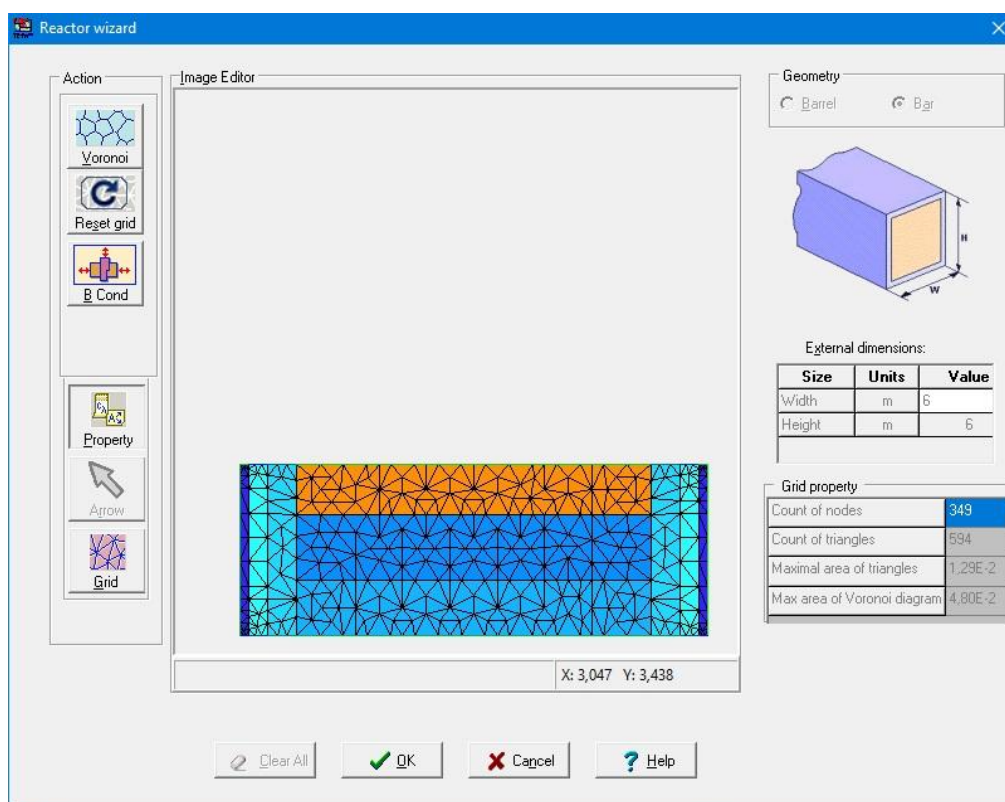 Reactor wizard
Action
Voronoi
Reset grid
B Cond
Property
Arrow
Grid
Image Editor
X: 3,047 Y: 3,438
Geometry
Barrel Bar
H
W
External dimensions:
Size Units Value
Width m 6
Height m 6
Grid property
Count of nodes 349
Count of triangles 594
Maximal area of triangles 1,29E-2
Max area of Voronoi diagram 4,80E-2
Clear All OK Cancel Help